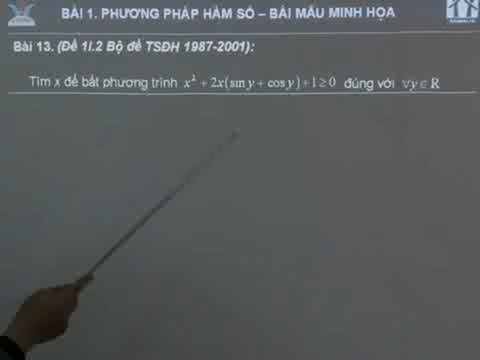 BÀI 1. PHƯƠNG PHÁP HÀM SỐ – BÀI MẪU MINH HỌA
Bài 13. (Đề 1I.2 Bộ đề TSĐH 1987-2001):
Tìm x để bất phương trình x² + 2x(sin y + cos y) + 1 ≥ 0 đúng với ∀y ∈ R